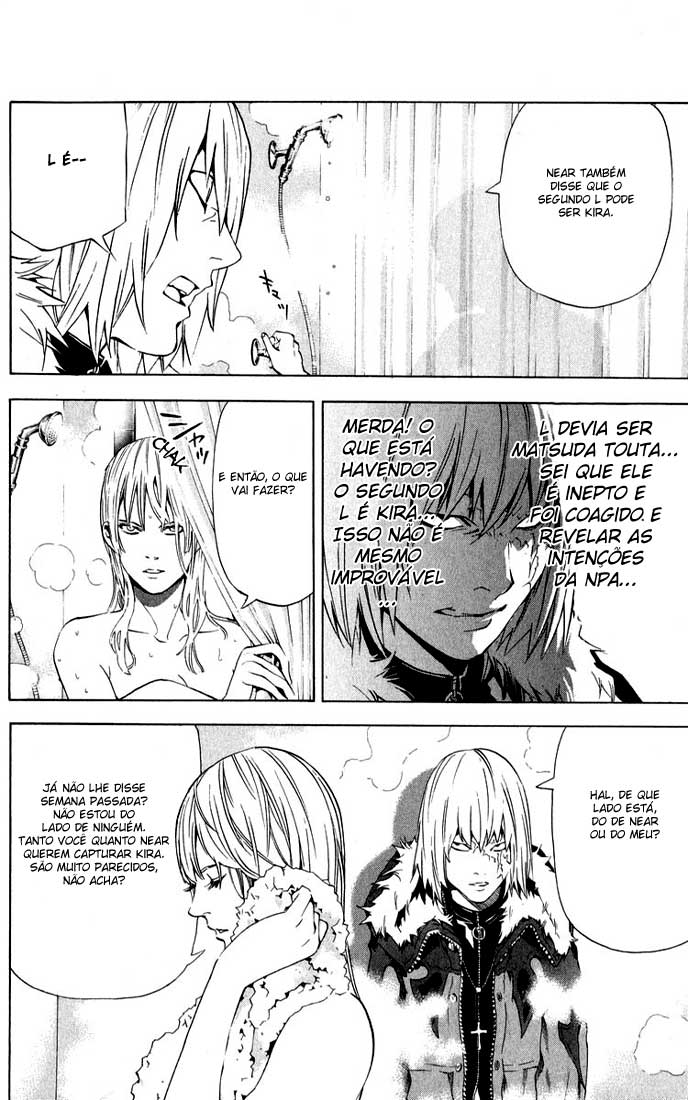 NEAR TAMBÉM
DISSE QUE O
SEGUNDO L PODE
SER KIRA.
L É--
L DEVIA SER
MATSUDA TOUTA...
SEI QUE ELE
É INEPTO E
FOI COAGIDO E
REVELAR AS
INTENÇÕES
DA NPA...
MERDA! O
QUE ESTÁ
HAVENDO?
O SEGUNDO
L É KIRA...
ISSO NÃO É
MESMO
IMPROVÁVEL
...
CHAK
E ENTÃO, O QUE
VAI FAZER?
HAL, DE QUE
LADO ESTÁ,
DO DE NEAR
OU DO MEU?
JÁ NÃO LHE DISSE
SEMANA PASSADA?
NÃO ESTOU DO
LADO DE NINGUÉM.
TANTO VOCÊ QUANTO NEAR
QUEREM CAPTURAR KIRA.
SÃO MUITO PARECIDOS,
NÃO ACHA?